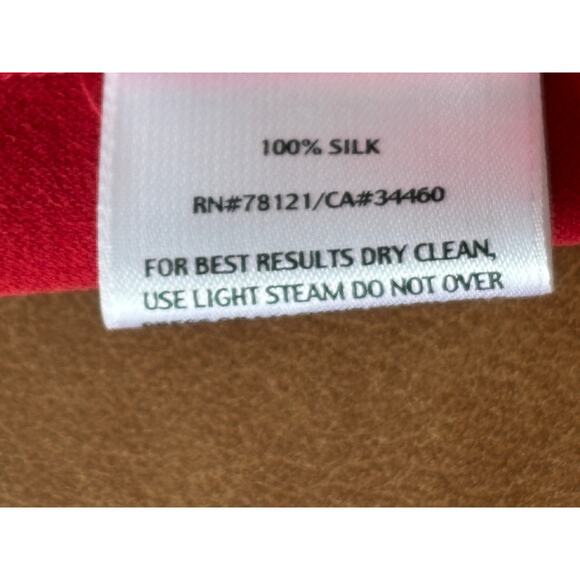 100% SILK
RN#78121/CA#34460
FOR BEST RESULTS DRY CLEAN,
USE LIGHT STEAM DO NOT OVER